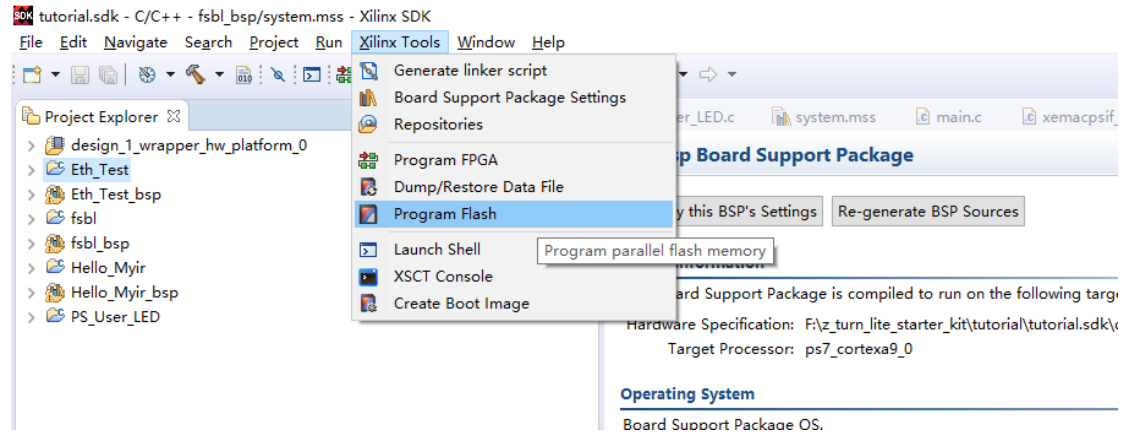 SDK tutorial.sdk - C/C++ - fsbl_bsp/system.mss - Xilinx SDK
File Edit Navigate Search Project Run Xilinx Tools Window Help
Generate linker script
Board Support Package Settings
Repositories
Program FPGA
Dump/Restore Data File
Program Flash
Launch Shell
XSCT Console
Create Boot Image
Program parallel flash memory
Project Explorer
design_1_wrapper_hw_platform_0
Eth_Test
Eth_Test_bsp
fsbl
fsbl_bsp
Hello_Myir
Hello_Myir_bsp
PS_User_LED
er_LED.c system.mss main.c xemacpsif_
p Board Support Package
y this BSP's Settings Re-generate BSP Sources
ard Support Package is compiled to run on the following targe
Hardware Specification: F:\z_turn_lite_starter_kit\tutorial\tutorial.sdk\
Target Processor: ps7_cortexa9_0
Operating System
Board Support Package OS.